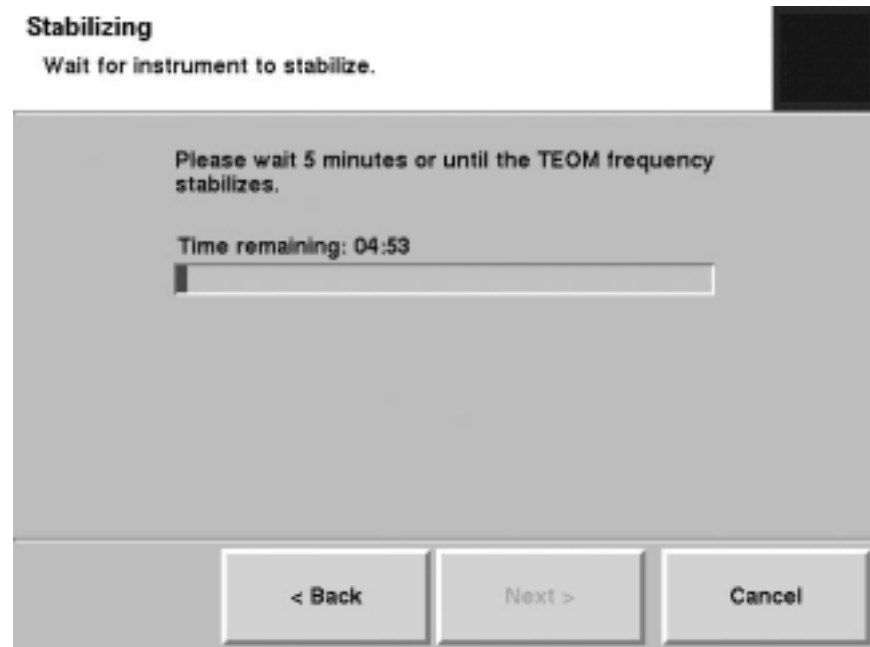 Stabilizing
Wait for instrument to stabilize.
Please wait 5 minutes or until the TEOM frequency
stabilizes.
Time remaining: 04:53
< Back
Next >
Cancel